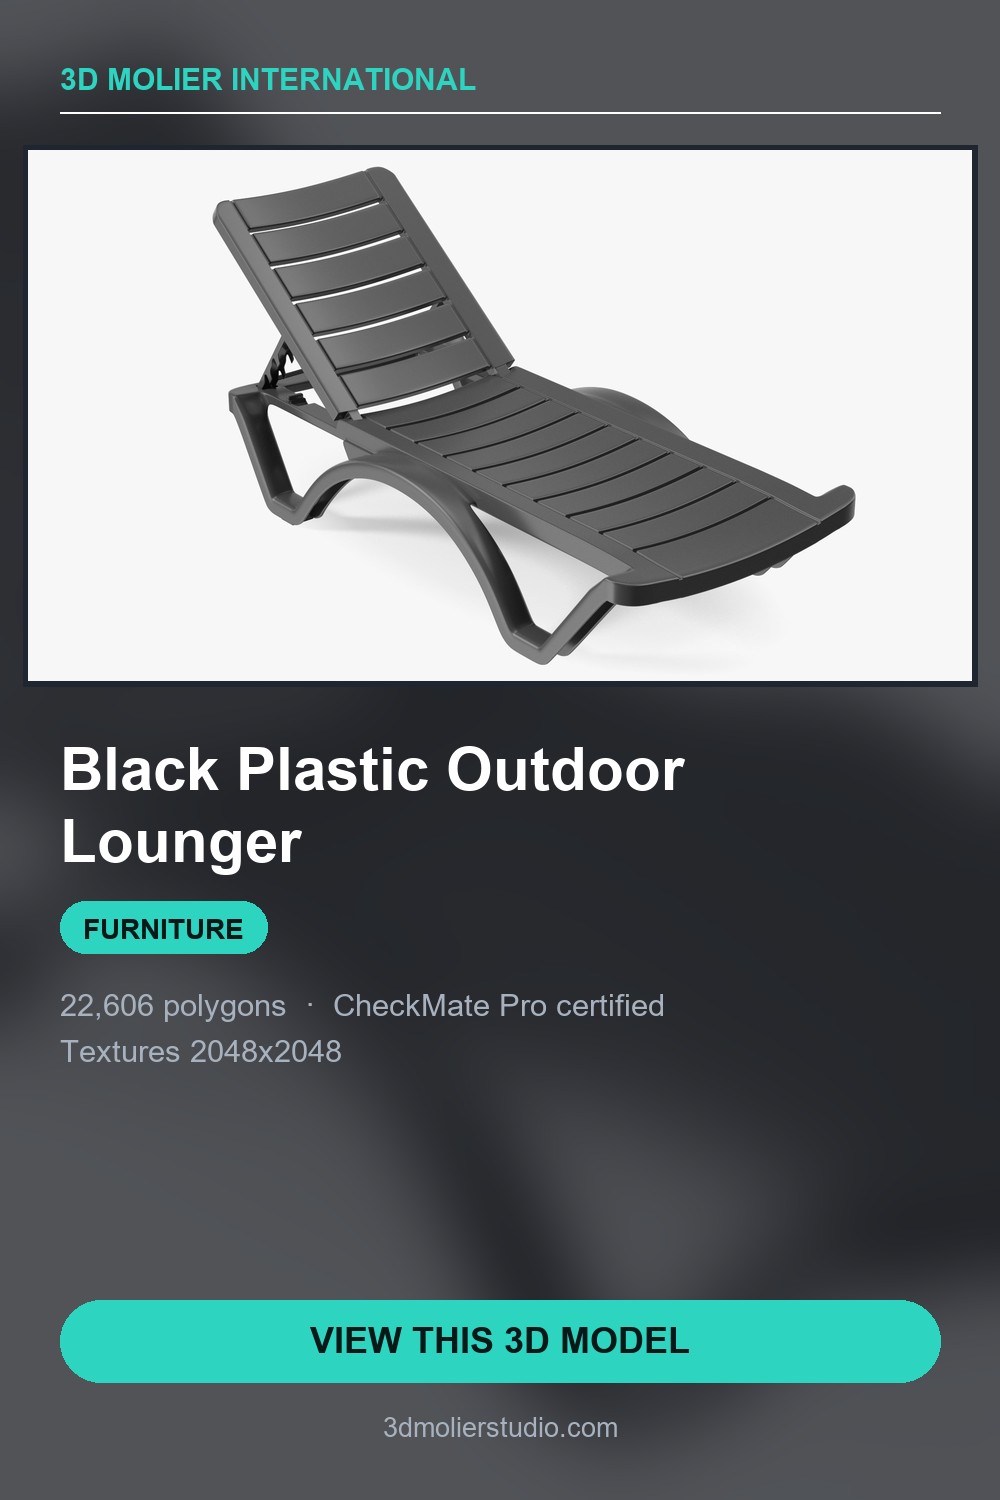 3D MOLIER INTERNATIONAL
Black Plastic Outdoor
Lounger
FURNITURE
22,606 polygons · CheckMate Pro certified
Textures 2048x2048
VIEW THIS 3D MODEL
3dmolierstudio.com